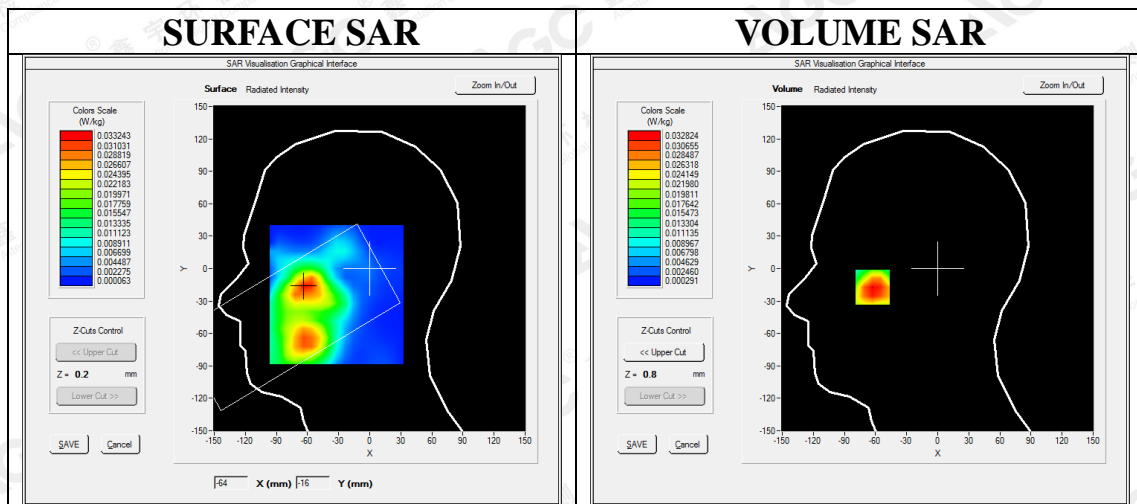 SURFACE SAR
VOLUME SAR
SAR Visualisation Graphical Interface
Surface Radiated Intensity
Zoom In/Out
Colors Scale
(W/kg)
0.033243
0.031031
0.028819
0.026607
0.024395
0.022183
0.019971
0.017759
0.015547
0.013335
0.011123
0.008911
0.006699
0.004487
0.002275
0.000063
Z-Cuts Control
<< Upper Cut
Z = 0.2 mm
Lower Cut >>
SAVE Cancel
150
120
90
60
30
0
-30
-60
-90
-120
-150
Y
-150 -120 -90 -60 -30 0 30 60 90 120 150
X
-64 X (mm) -16 Y (mm)
SAR Visualisation Graphical Interface
Volume Radiated Intensity
Zoom In/Out
Colors Scale
(W/kg)
0.032824
0.030655
0.028487
0.026318
0.024149
0.021980
0.019811
0.017642
0.015473
0.013304
0.011135
0.008967
0.006798
0.004629
0.002460
0.000291
Z-Cuts Control
<< Upper Cut
Z = 0.8 mm
Lower Cut >>
SAVE Cancel
150
120
90
60
30
0
-30
-60
-90
-120
-150
Y
-150 -120 -90 -60 -30 0 30 60 90 120 150
X